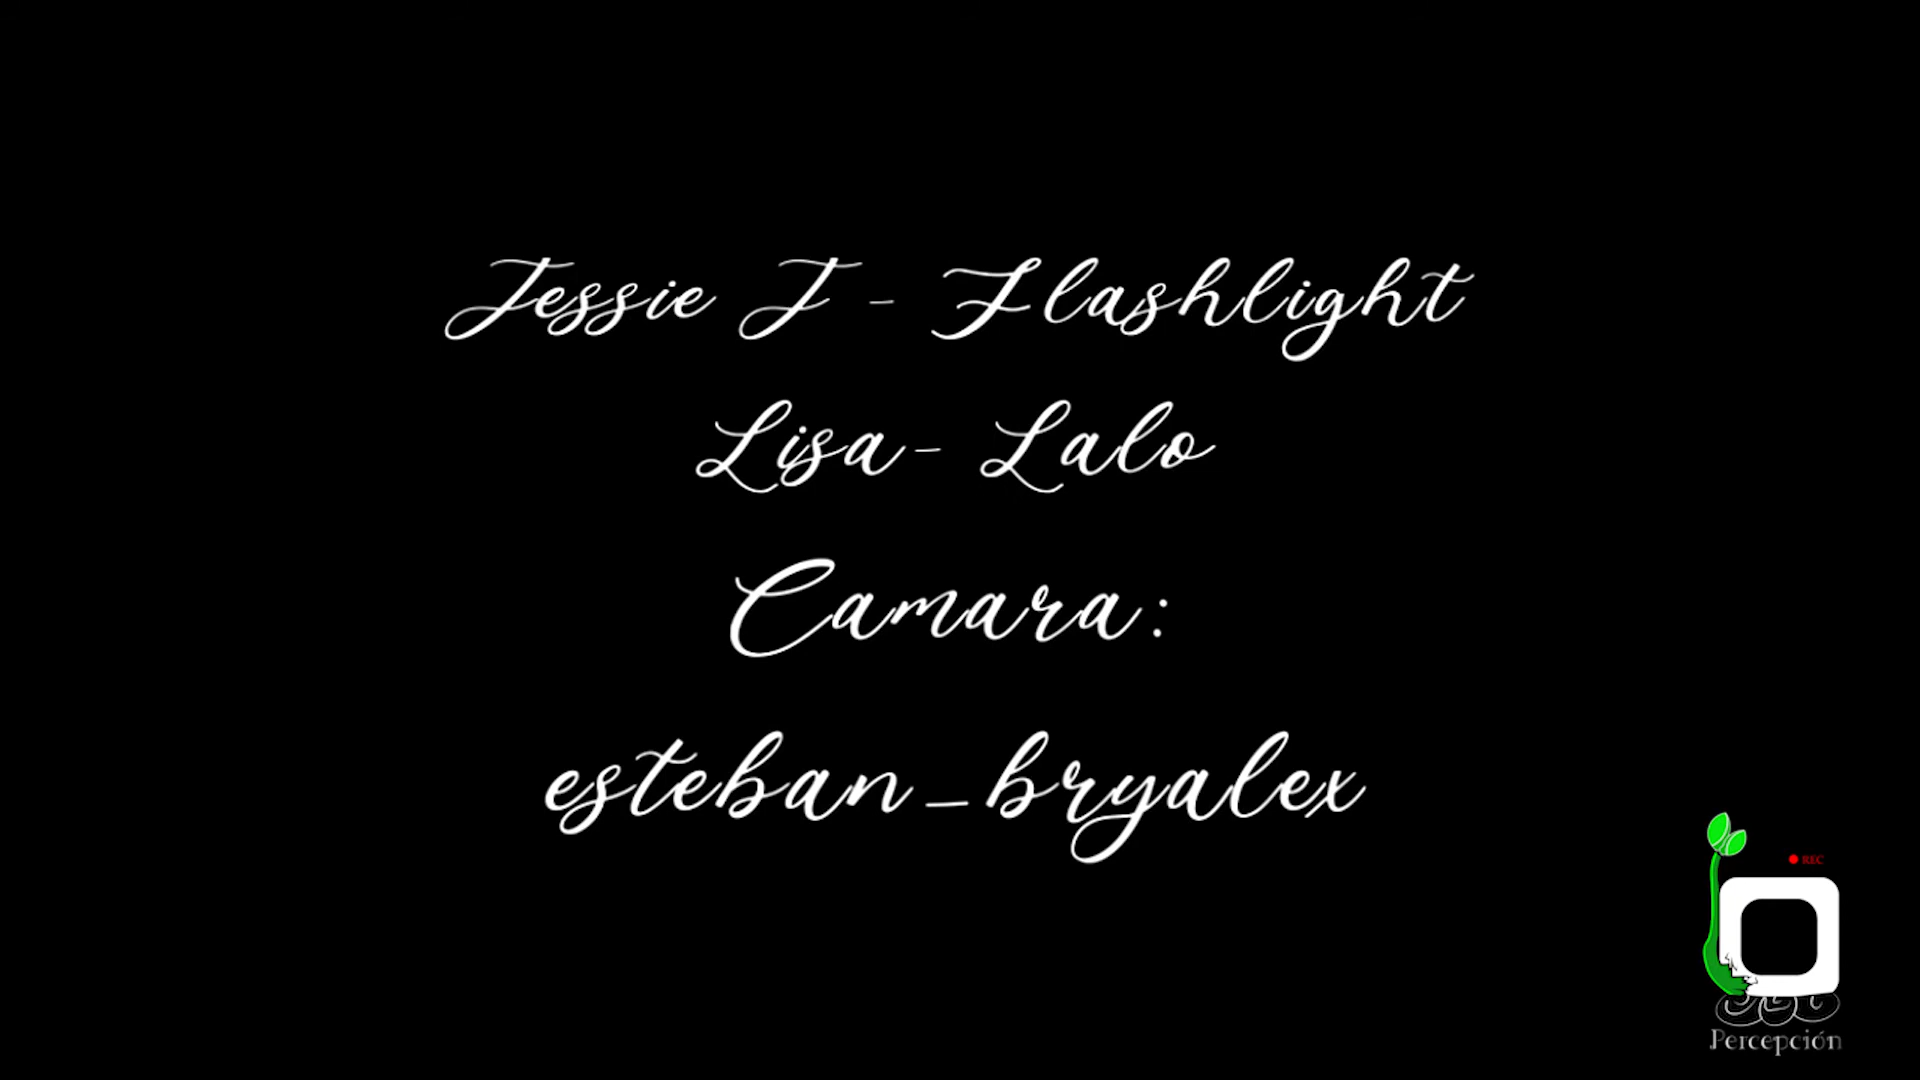 Jessie J - Flashlight
Lisa- Lalo
Camara:
esteban_bryalex
REC
Percepción